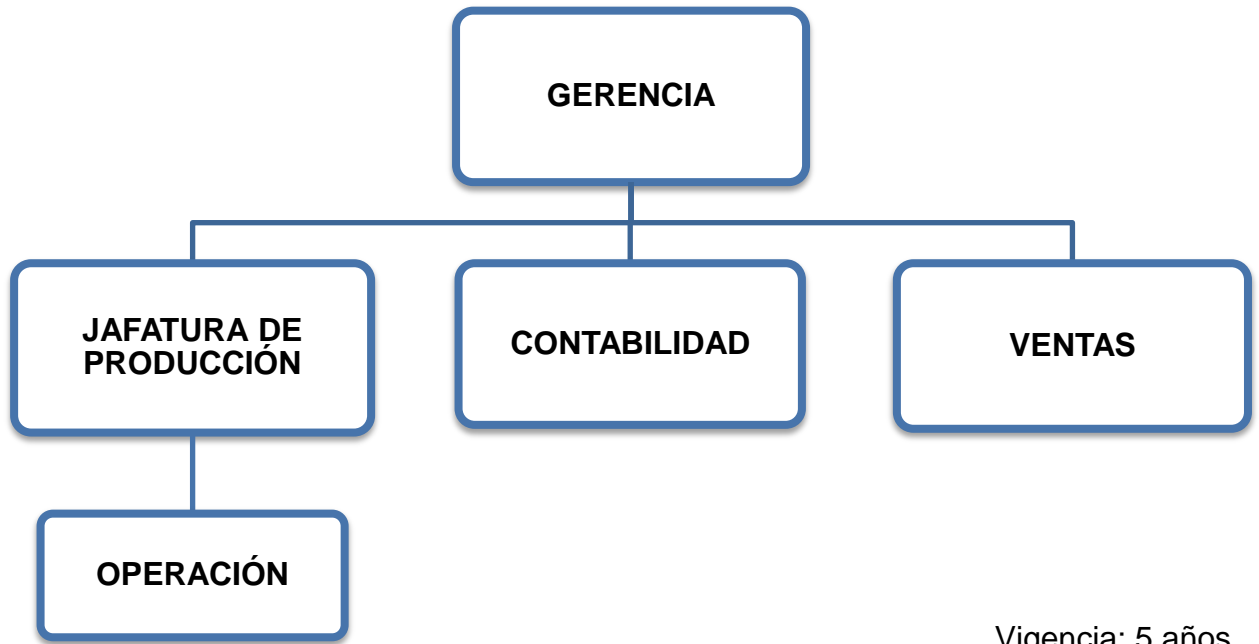 GERENCIA
JAFATURA DE
PRODUCCIÓN
CONTABILIDAD
VENTAS
OPERACIÓN
Vigencia: 5 años